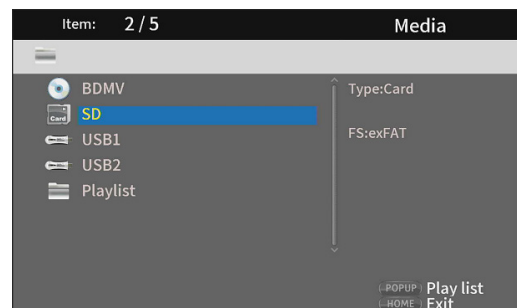 Item: 2 / 5 Media
BDMV
Card SD
USB1
USB2
Playlist
Type:Card
FS:exFAT
POPUP Play list
HOME Exit